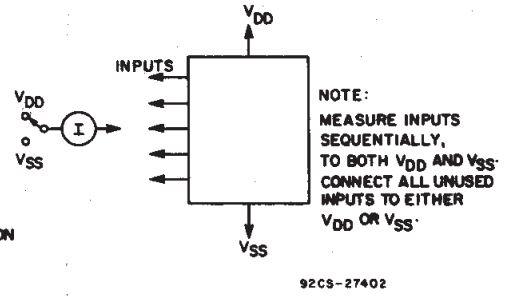 VDD
INPUTS
VDD
I
VSS
NOTE:
MEASURE INPUTS
SEQUENTIALLY,
TO BOTH VDD AND VSS.
CONNECT ALL UNUSED
INPUTS TO EITHER
VDD OR VSS.
ON
VSS
92CS-27402